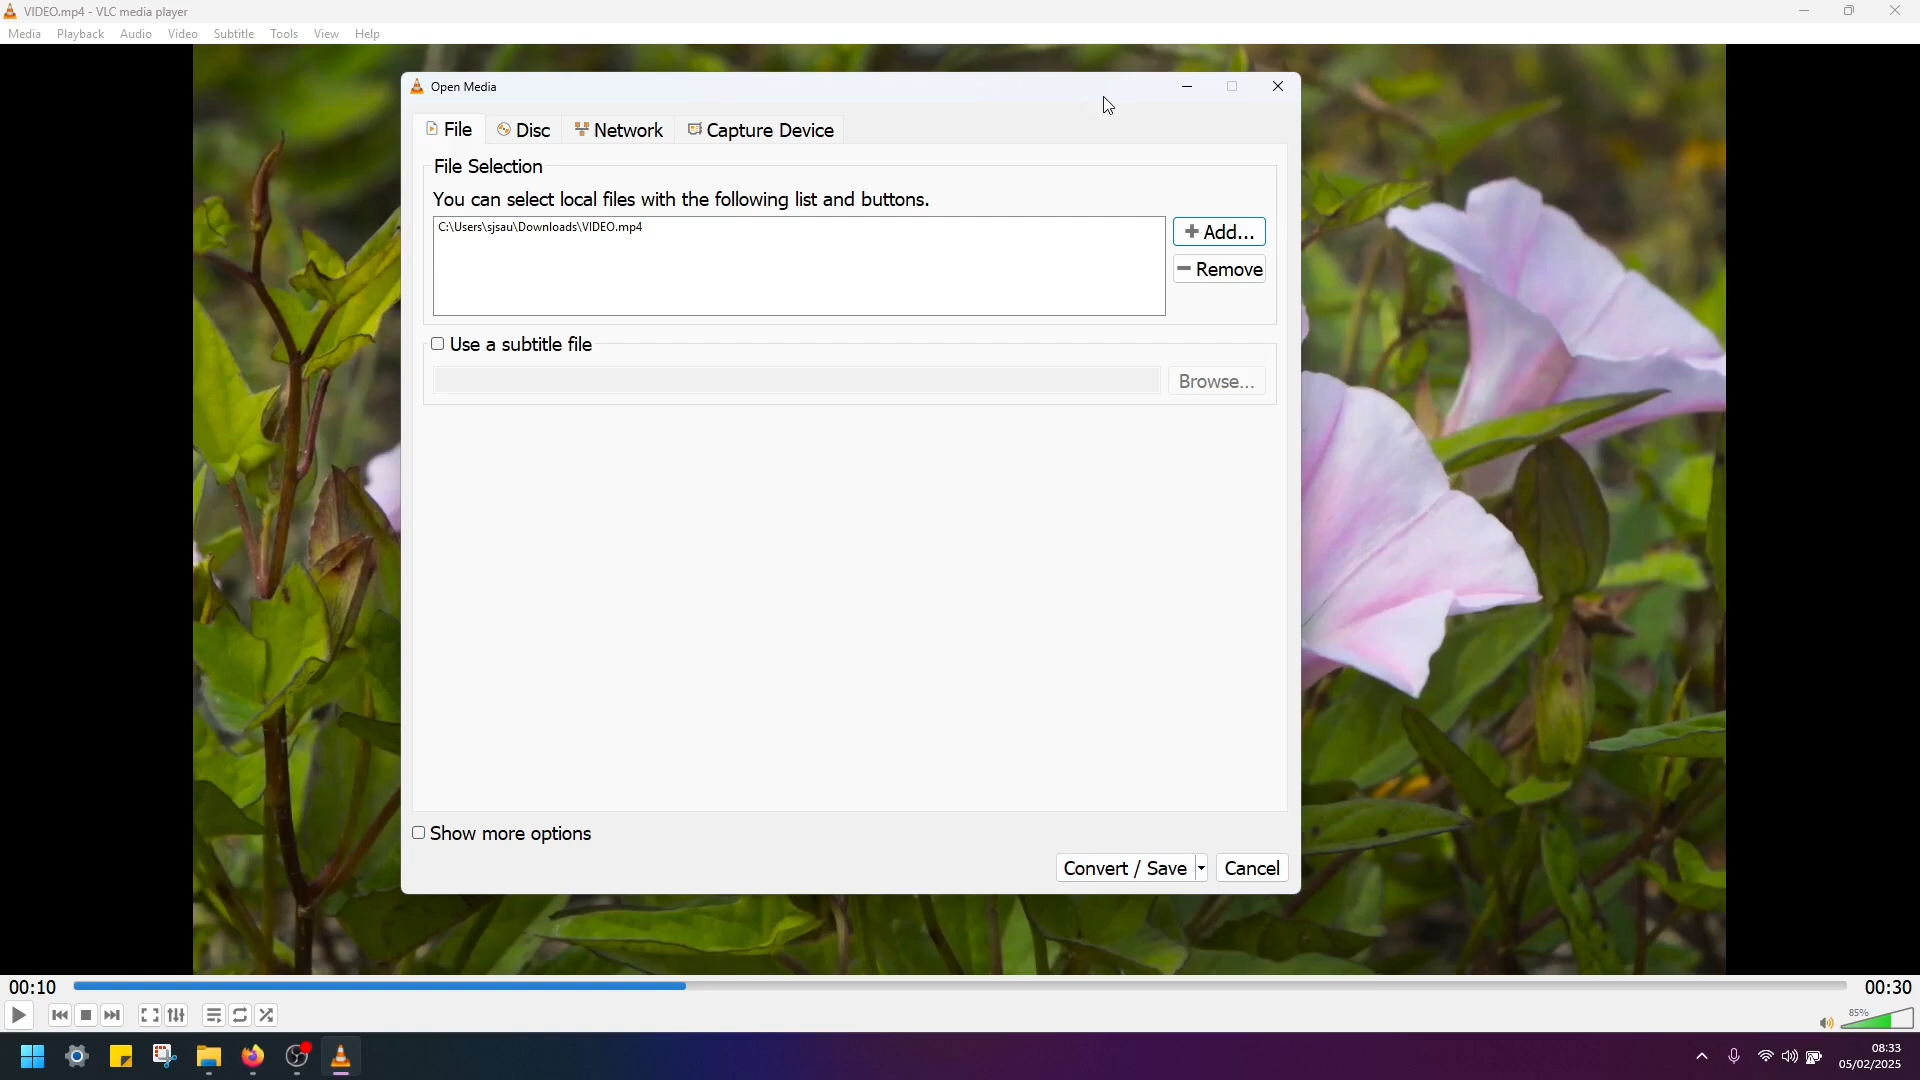 VIDEO.mp4 - VLC media player
Media Playback Audio Video Subtitle Tools View Help
Open Media
File Disc Network Capture Device
File Selection
You can select local files with the following list and buttons.
C:\Users\sjsau\Downloads\VIDEO.mp4
Add...
Remove
Use a subtitle file
Browse...
Show more options
Convert / Save Cancel
00:10 00:30
85%
08:33
05/02/2025